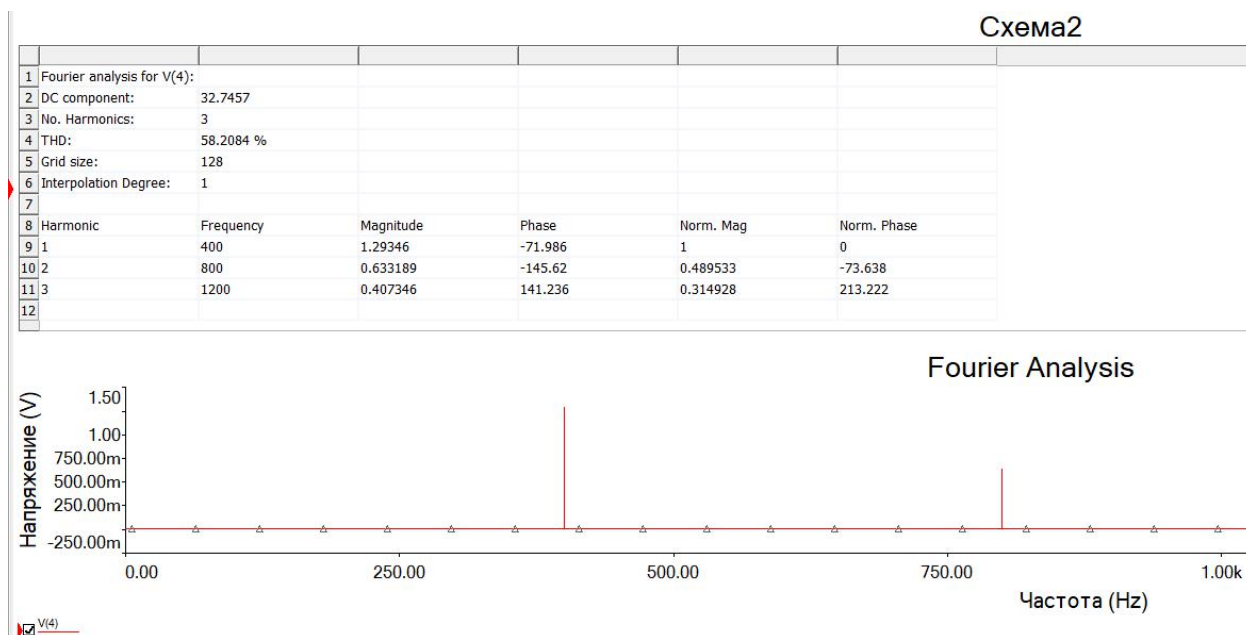 Схема2
1 Fourier analysis for V(4):
2 DC component: 32.7457
3 No. Harmonics: 3
4 THD: 58.2084 %
5 Grid size: 128
6 Interpolation Degree: 1
7
8 Harmonic Frequency Magnitude Phase Norm. Mag Norm. Phase
9 1 400 1.29346 -71.986 1 0
10 2 800 0.633189 -145.62 0.489533 -73.638
11 3 1200 0.407346 141.236 0.314928 213.222
12
Fourier Analysis
Напряжение (V)
1.50
1.00
750.00m
500.00m
250.00m
-250.00m
0.00 250.00 500.00 750.00 1.00k
Частота (Hz)
V(4)